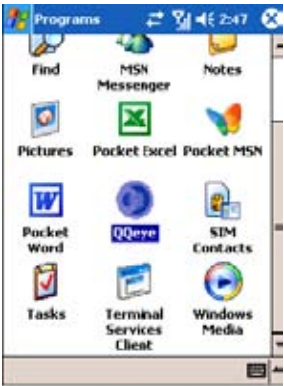 Programs 2:47
Find MSN Notes
Messenger
Pictures Pocket Excel Pocket MSN
Pocket QQeye SIM
Word Contacts
Tasks Terminal Windows
Services Media
Client